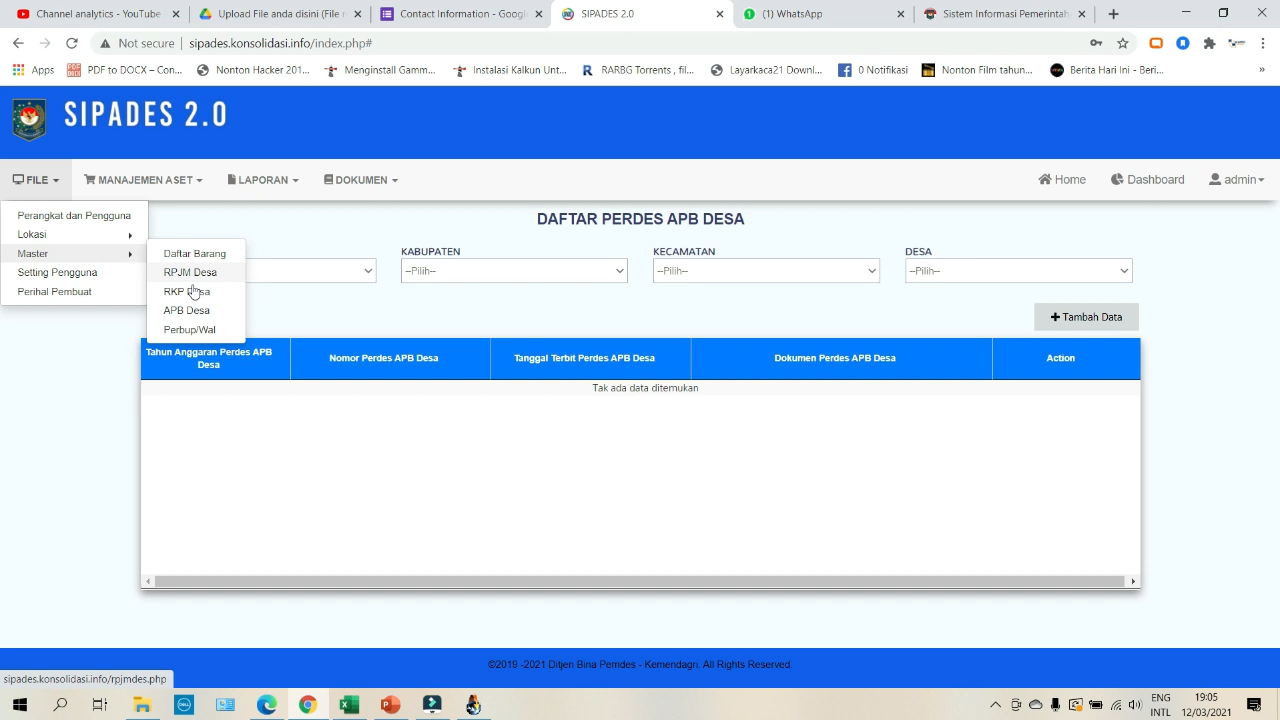 Channel analytics - YouTube S
Upload File anda di sini (File r
Contact Information - Google
SIPADES 2.0
(1) WhatsApp
Sistem Informasi Pemerintah
Not secure | sipades.konsolidasi.info/index.php#
Apps
PDF to DOCX – Con...
Nonton Hacker 201...
Menginstall Gamm...
Instalasi Kalkun Unt...
RARBG Torrents , fil...
Layarkaca21 Downl...
0 Notifikasi
Nonton Film tahun...
Berita Hari Ini - Beri...
SIPADES 2.0
FILE
MANAJEMEN ASET
LAPORAN
DOKUMEN
Home
Dashboard
admin
Perangkat dan Pengguna
Lokasi
Master
Setting Pengguna
Perihal Pembuat
Daftar Barang
RPJM Desa
RKP Desa
APB Desa
Perbup/Wal
DAFTAR PERDES APB DESA
KABUPATEN
KECAMATAN
DESA
--Pilih--
--Pilih--
--Pilih--
Tambah Data
Tahun Anggaran Perdes APB
Desa
Nomor Perdes APB Desa
Tanggal Terbit Perdes APB Desa
Dokumen Perdes APB Desa
Action
Tak ada data ditemukan
©2019 -2021 Ditjen Bina Pemdes - Kemendagri. All Rights Reserved.
sipades.konsolidasi.info/rpjmdes.php
ENG
INTL
19:05
12/03/2021